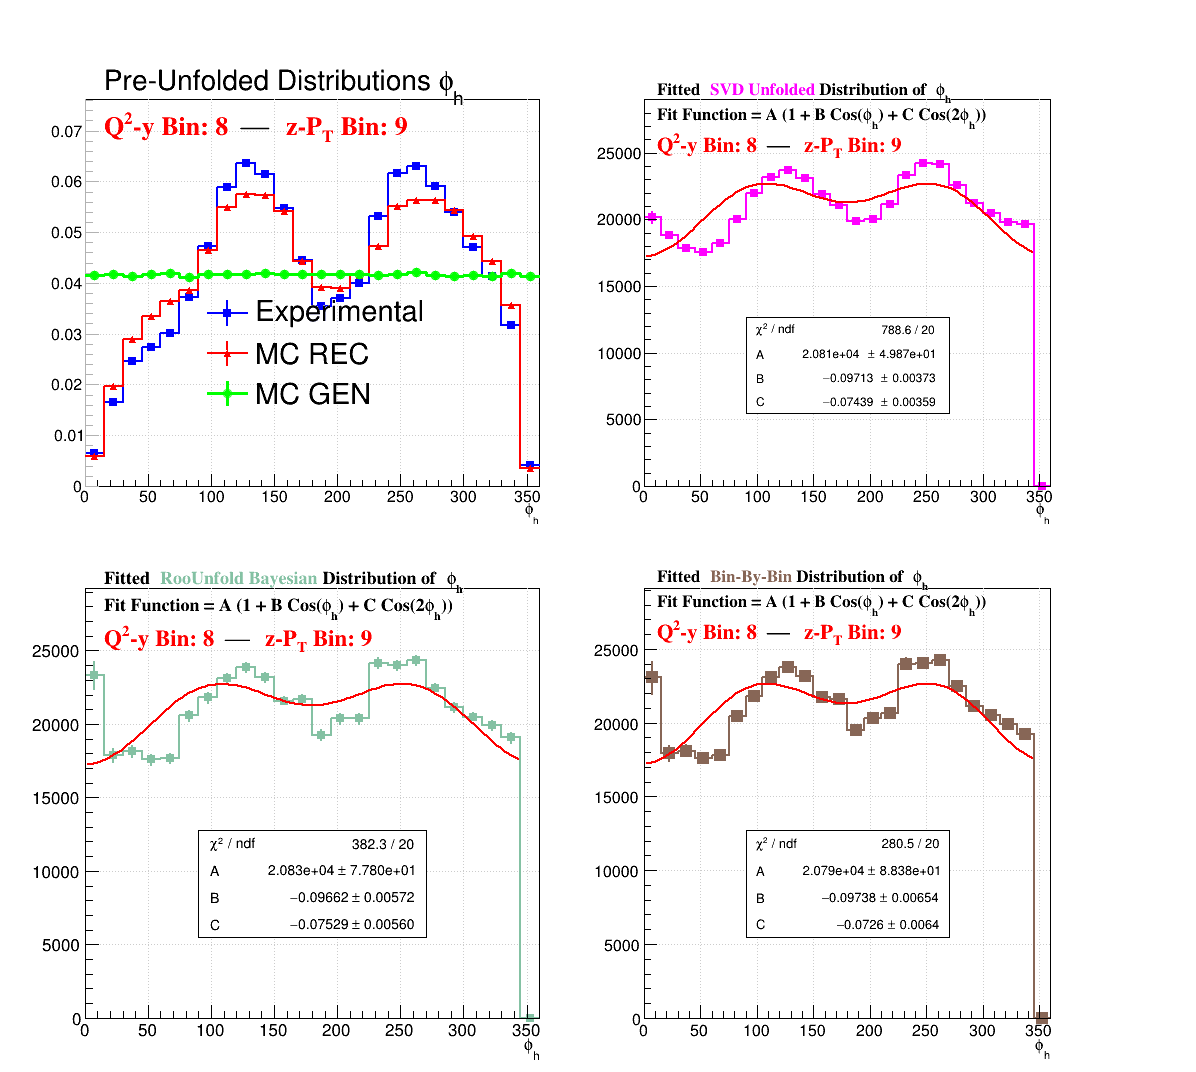 Pre-Unfolded Distributions ϕh
Q²-y Bin: 8 — z-PT Bin: 9
0.07
0.06
0.05
0.04
0.03
0.02
0.01
0
Experimental
MC REC
MC GEN
0 50 100 150 200 250 300 350
ϕh
Fitted SVD Unfolded Distribution of ϕh
Fit Function = A (1 + B Cos(ϕh) + C Cos(2ϕh))
Q²-y Bin: 8 — z-PT Bin: 9
25000
20000
15000
10000
5000
0
χ² / ndf 788.6 / 20
A 2.081e+04 ± 4.987e+01
B −0.09713 ± 0.00373
C −0.07439 ± 0.00359
0 50 100 150 200 250 300 350
ϕh
Fitted RooUnfold Bayesian Distribution of ϕh
Fit Function = A (1 + B Cos(ϕh) + C Cos(2ϕh))
Q²-y Bin: 8 — z-PT Bin: 9
25000
20000
15000
10000
5000
0
χ² / ndf 382.3 / 20
A 2.083e+04 ± 7.780e+01
B −0.09662 ± 0.00572
C −0.07529 ± 0.00560
0 50 100 150 200 250 300 350
ϕh
Fitted Bin-By-Bin Distribution of ϕh
Fit Function = A (1 + B Cos(ϕh) + C Cos(2ϕh))
Q²-y Bin: 8 — z-PT Bin: 9
25000
20000
15000
10000
5000
0
χ² / ndf 280.5 / 20
A 2.079e+04 ± 8.838e+01
B −0.09738 ± 0.00654
C −0.0726 ± 0.0064
0 50 100 150 200 250 300 350
ϕh